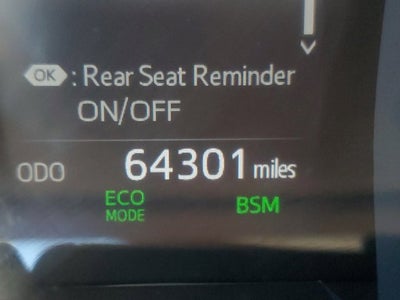 OK : Rear Seat Reminder
ON/OFF
ODO 64301 miles
ECO BSM
MODE